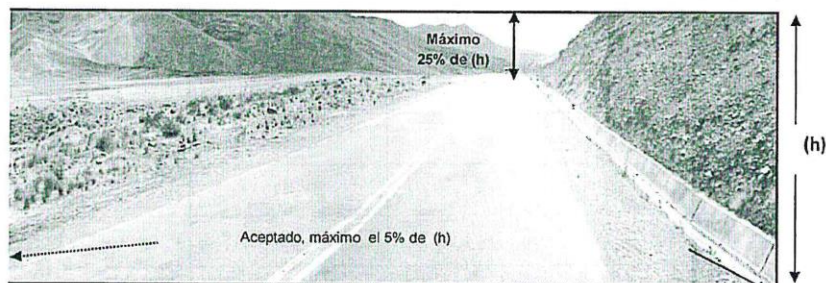 Máximo
25% de (h)
(h)
Aceptado, máximo el 5% de (h)